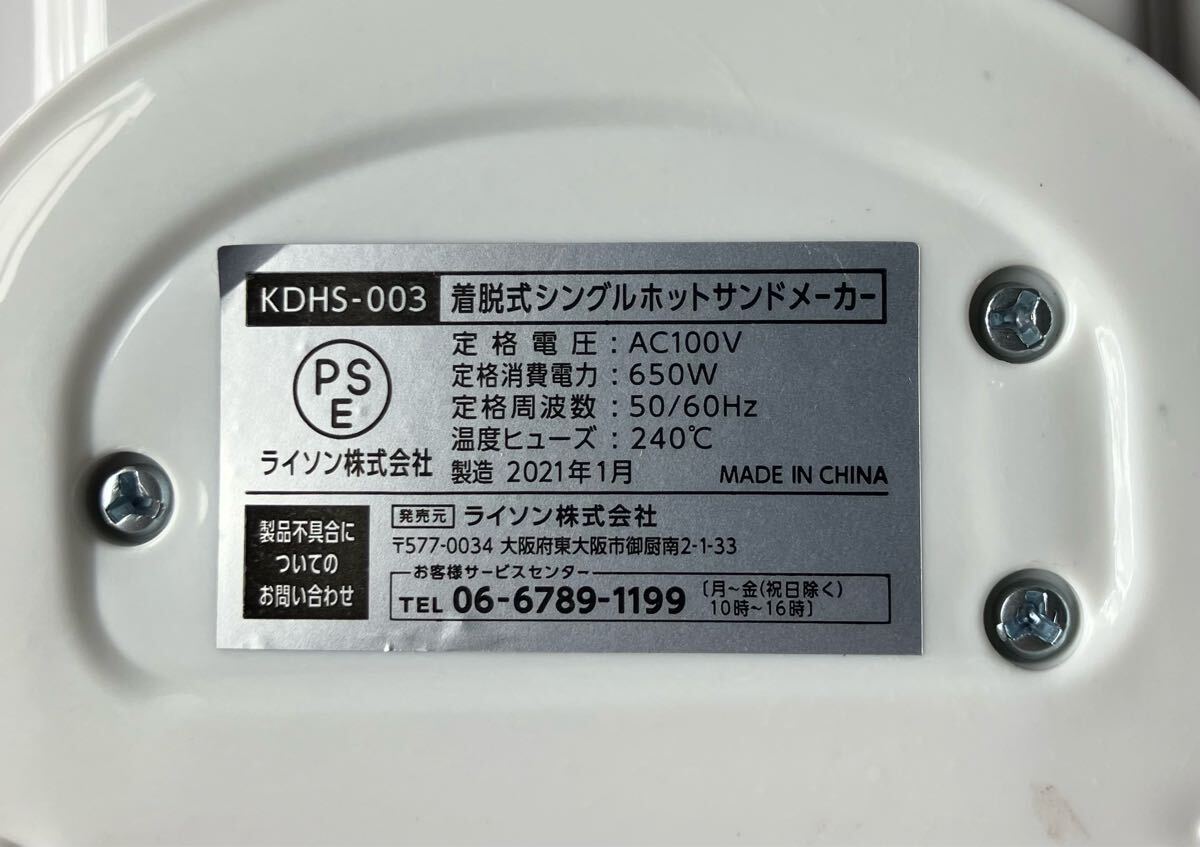 KDHS-003 着脱式シングルホットサンドメーカー
PS
E
ライソン株式会社
定格電圧：AC100V
定格消費電力：650W
定格周波数：50/60Hz
温度ヒューズ：240℃
製造 2021年1月 MADE IN CHINA
製品不具合に
ついての
お問い合わせ
発売元 ライソン株式会社
〒577-0034 大阪府東大阪市御厨南2-1-33
お客様サービスセンター
TEL 06-6789-1199 〔月〜金(祝日除く)
10時〜16時〕